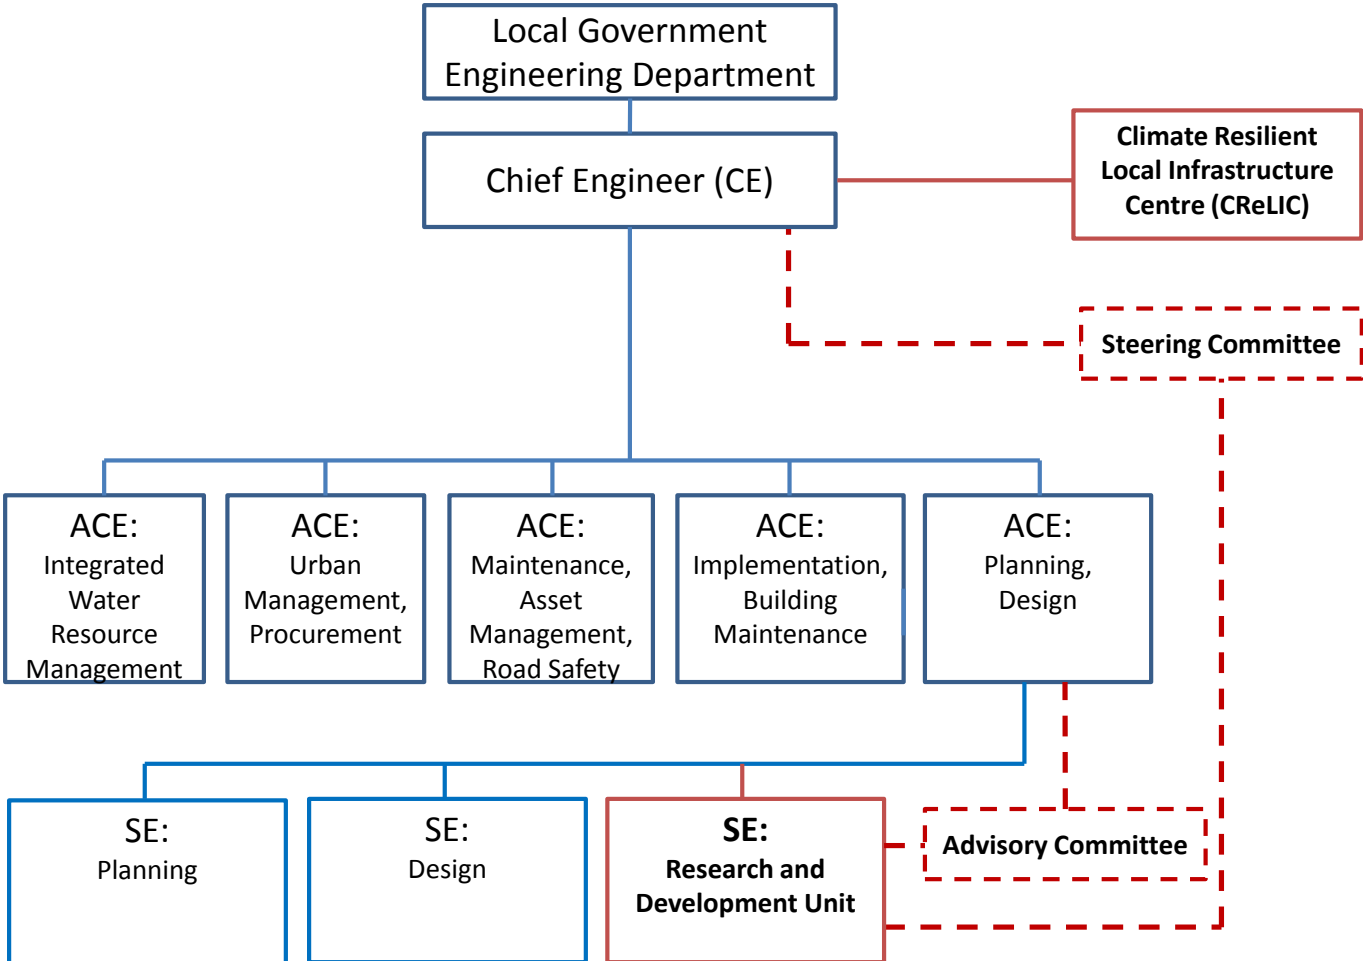 Local Government
Engineering Department
Chief Engineer (CE)
Climate Resilient
Local Infrastructure
Centre (CReLIC)
Steering Committee
ACE:
Integrated
Water
Resource
Management
ACE:
Urban
Management,
Procurement
ACE:
Maintenance,
Asset
Management,
Road Safety
ACE:
Implementation,
Building
Maintenance
ACE:
Planning,
Design
SE:
Planning
SE:
Design
SE:
Research and
Development Unit
Advisory Committee